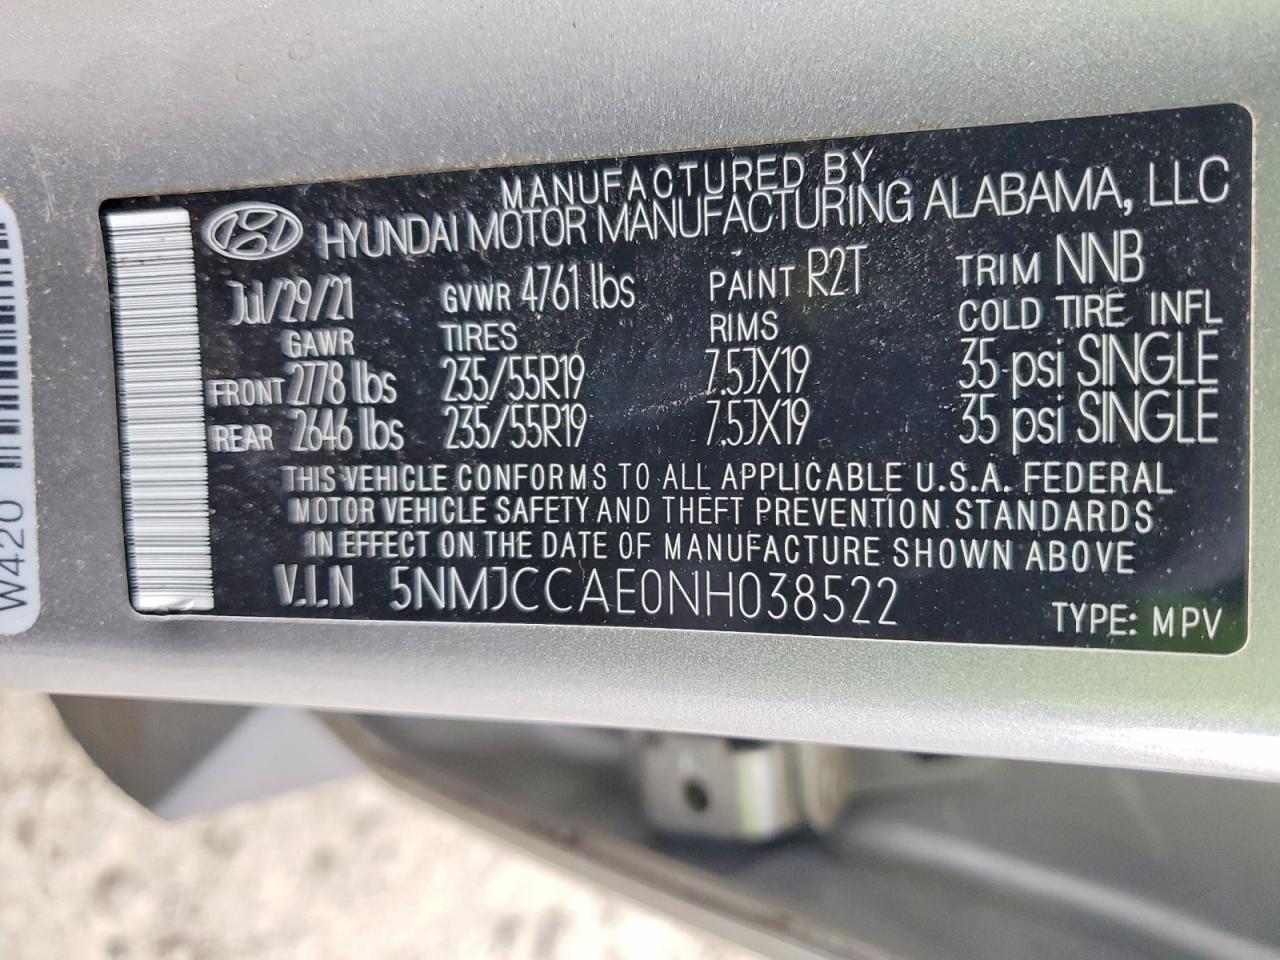 MANUFACTURED BY
HYUNDAI MOTOR MANUFACTURING ALABAMA, LLC
Jul/29/21 GVWR 4761 lbs PAINT R2T TRIM NNB
GAWR TIRES RIMS COLD TIRE INFL
FRONT 2778 lbs 235/55R19 7.5JX19 35 psi SINGLE
REAR 2646 lbs 235/55R19 7.5JX19 35 psi SINGLE
THIS VEHICLE CONFORMS TO ALL APPLICABLE U.S.A. FEDERAL
MOTOR VEHICLE SAFETY AND THEFT PREVENTION STANDARDS
IN EFFECT ON THE DATE OF MANUFACTURE SHOWN ABOVE
V.I.N 5NMJCCAE0NH038522
TYPE: MPV
W420